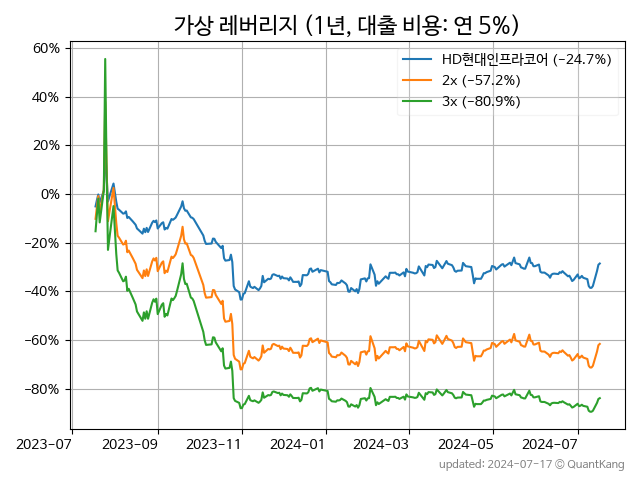 가상 레버리지 (1년, 대출 비용: 연 5%)
HD현대인프라코어 (-24.7%)
2x (-57.2%)
3x (-80.9%)
60%
40%
20%
0%
-20%
-40%
-60%
-80%
2023-07 2023-09 2023-11 2024-01 2024-03 2024-05 2024-07
updated: 2024-07-17 © QuantKang